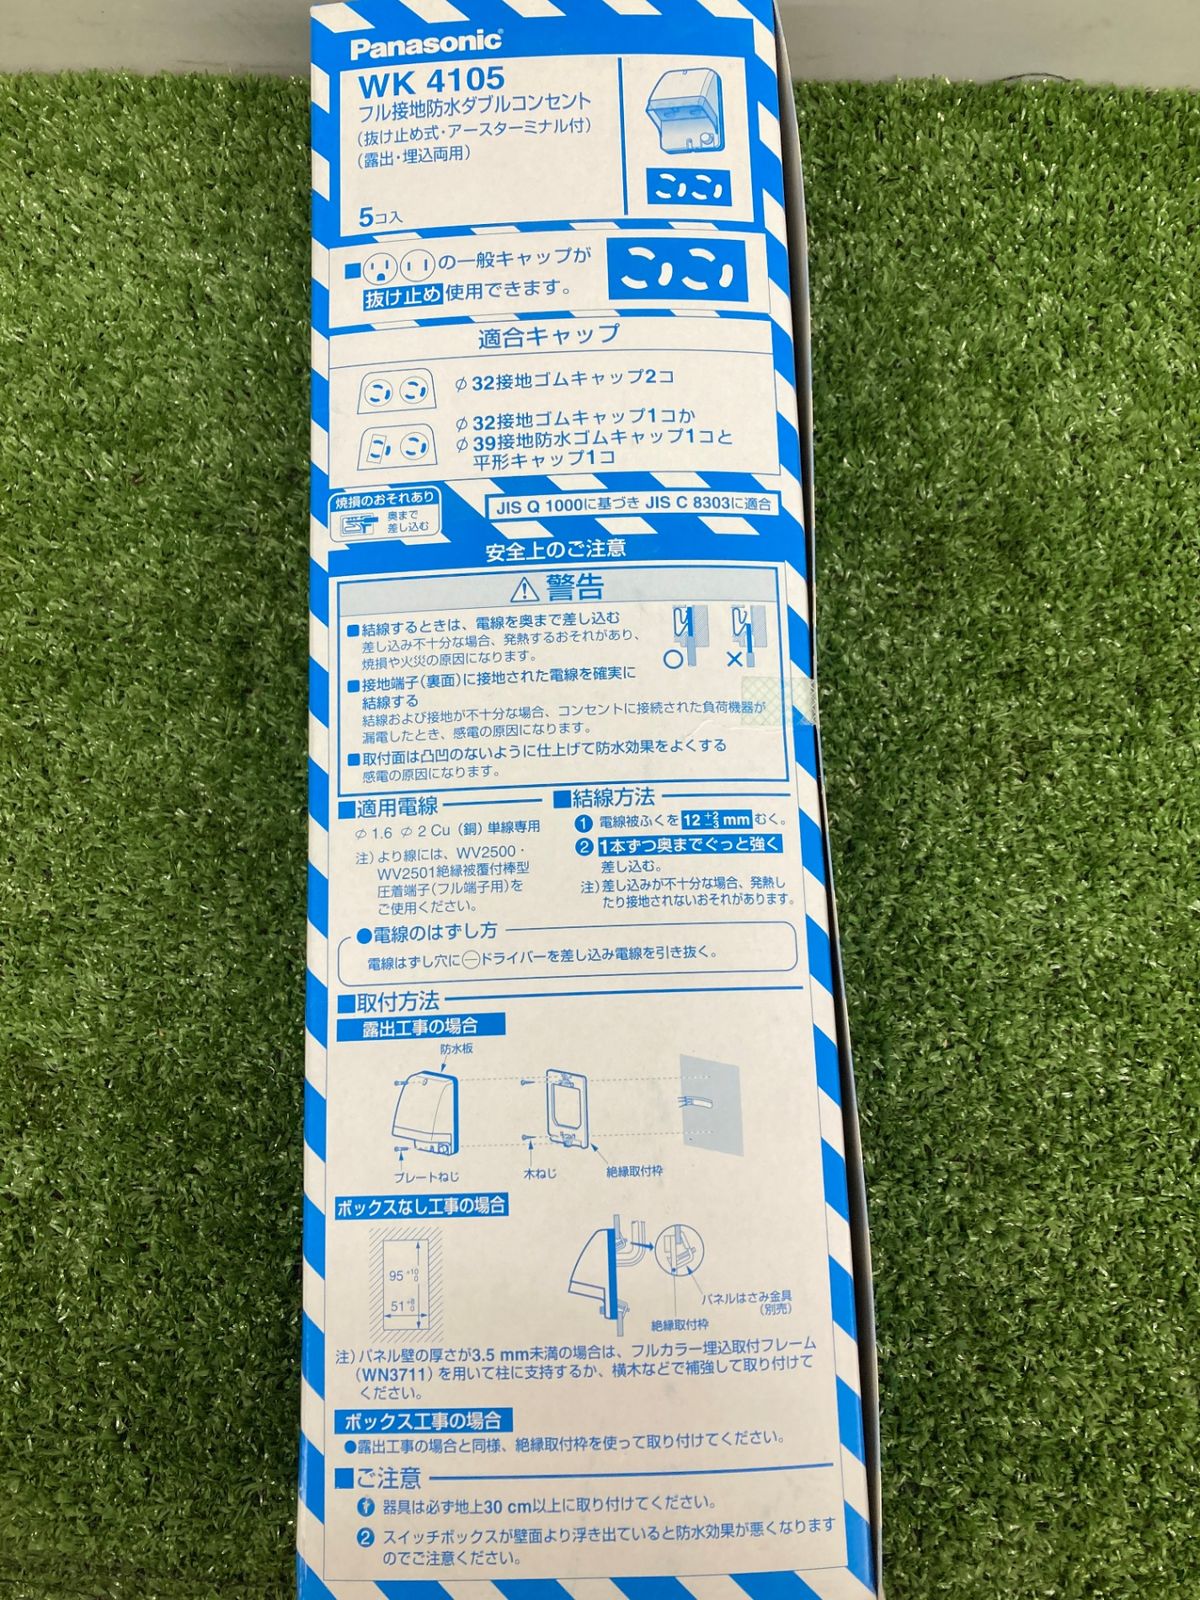 Panasonic
WK 4105
フル接地防水ダブルコンセント
(抜け止め式・アースターミナル付)
(露出・埋込両用)
5コ入
■の一般キャップが
抜け止め使用できます。
適合キャップ
φ32接地ゴムキャップ2コ
φ32接地ゴムキャップ1コか
φ39接地防水ゴムキャップ1コと
平形キャップ1コ
焼損のおそれあり
奥まで
差し込む
JIS Q 1000に基づき JIS C 8303に適合
安全上のご注意
⚠警告
■結線するときは、電線を奥まで差し込む
差し込み不十分な場合、発熱するおそれがあり、
焼損や火災の原因になります。
○ ×
■接地端子(裏面)に接地された電線を確実に
結線する
結線および接地が不十分な場合、コンセントに接続された負荷機器が
漏電したとき、感電の原因になります。
■取付面は凸凹のないように仕上げて防水効果をよくする
感電の原因になります。
■適用電線
φ1.6 φ2 Cu(銅)単線専用
注)より線には、WV2500・
WV2501絶縁被覆付棒型
圧着端子(フル端子用)を
ご使用ください。
■結線方法
❶ 電線被ふくを 12 +2 -3 mm むく。
❷ 1本ずつ奥までぐっと強く
差し込む。
注)差し込みが不十分な場合、発熱し
たり接地されないおそれがあります。
●電線のはずし方
電線はずし穴に⊖ドライバーを差し込み電線を引き抜く。
■取付方法
露出工事の場合
防水板
プレートねじ
木ねじ
絶縁取付枠
ボックスなし工事の場合
95 +10 0
51 +8 0
パネルはさみ金具
(別売)
絶縁取付枠
注)パネル壁の厚さが3.5 mm未満の場合は、フルカラー埋込取付フレーム
(WN3711)を用いて柱に支持するか、横木などで補強して取り付けて
ください。
ボックス工事の場合
●露出工事の場合と同様、絶縁取付枠を使って取り付けてください。
■ご注意
❶ 器具は必ず地上30 cm以上に取り付けてください。
❷ スイッチボックスが壁面より浮き出ていると防水効果が悪くなります
のでご注意ください。